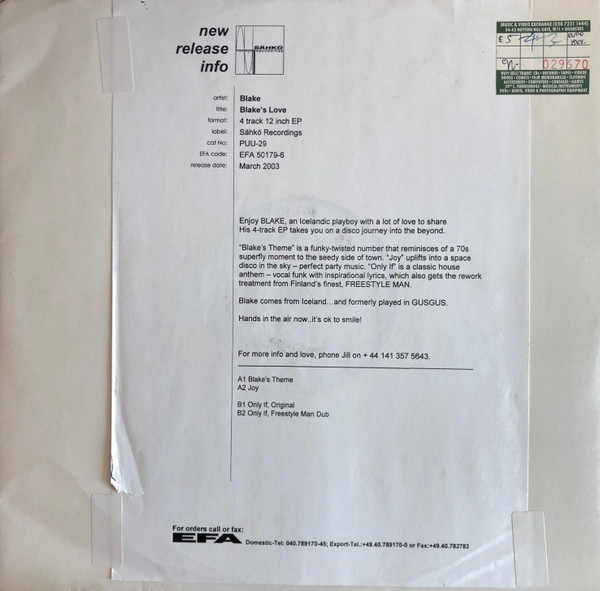 new
release
info
SÄHKÖ
RECORDINGS
MUSIC & VIDEO EXCHANGE (020 7221 1444)
£5
029670
artist: Blake
title: Blake's Love
format: 4 track 12 inch EP
label: Sähkö Recordings
cat No: PUU-29
EFA code: EFA 50179-6
release date: March 2003
Enjoy BLAKE, an Icelandic playboy with a lot of love to share.
His 4-track EP takes you on a disco journey into the beyond.
"Blake's Theme" is a funky-twisted number that reminisces of a 70s
superfly moment to the seedy side of town. "Joy" uplifts into a space
disco in the sky – perfect party music. "Only If" is a classic house
anthem – vocal funk with inspirational lyrics, which also gets the rework
treatment from Finland's finest, FREESTYLE MAN.
Blake comes from Iceland...and formerly played in GUSGUS.
Hands in the air now..it's ok to smile!
For more info and love, phone Jill on + 44 141 357 5643.
A1 Blake's Theme
A2 Joy
B1 Only If, Original
B2 Only If, Freestyle Man Dub
For orders call or fax:
EFA Domestic-Tel: 040.789170-45; Export-Tel.:+49.40.789170-0 or Fax:+49.40.782783